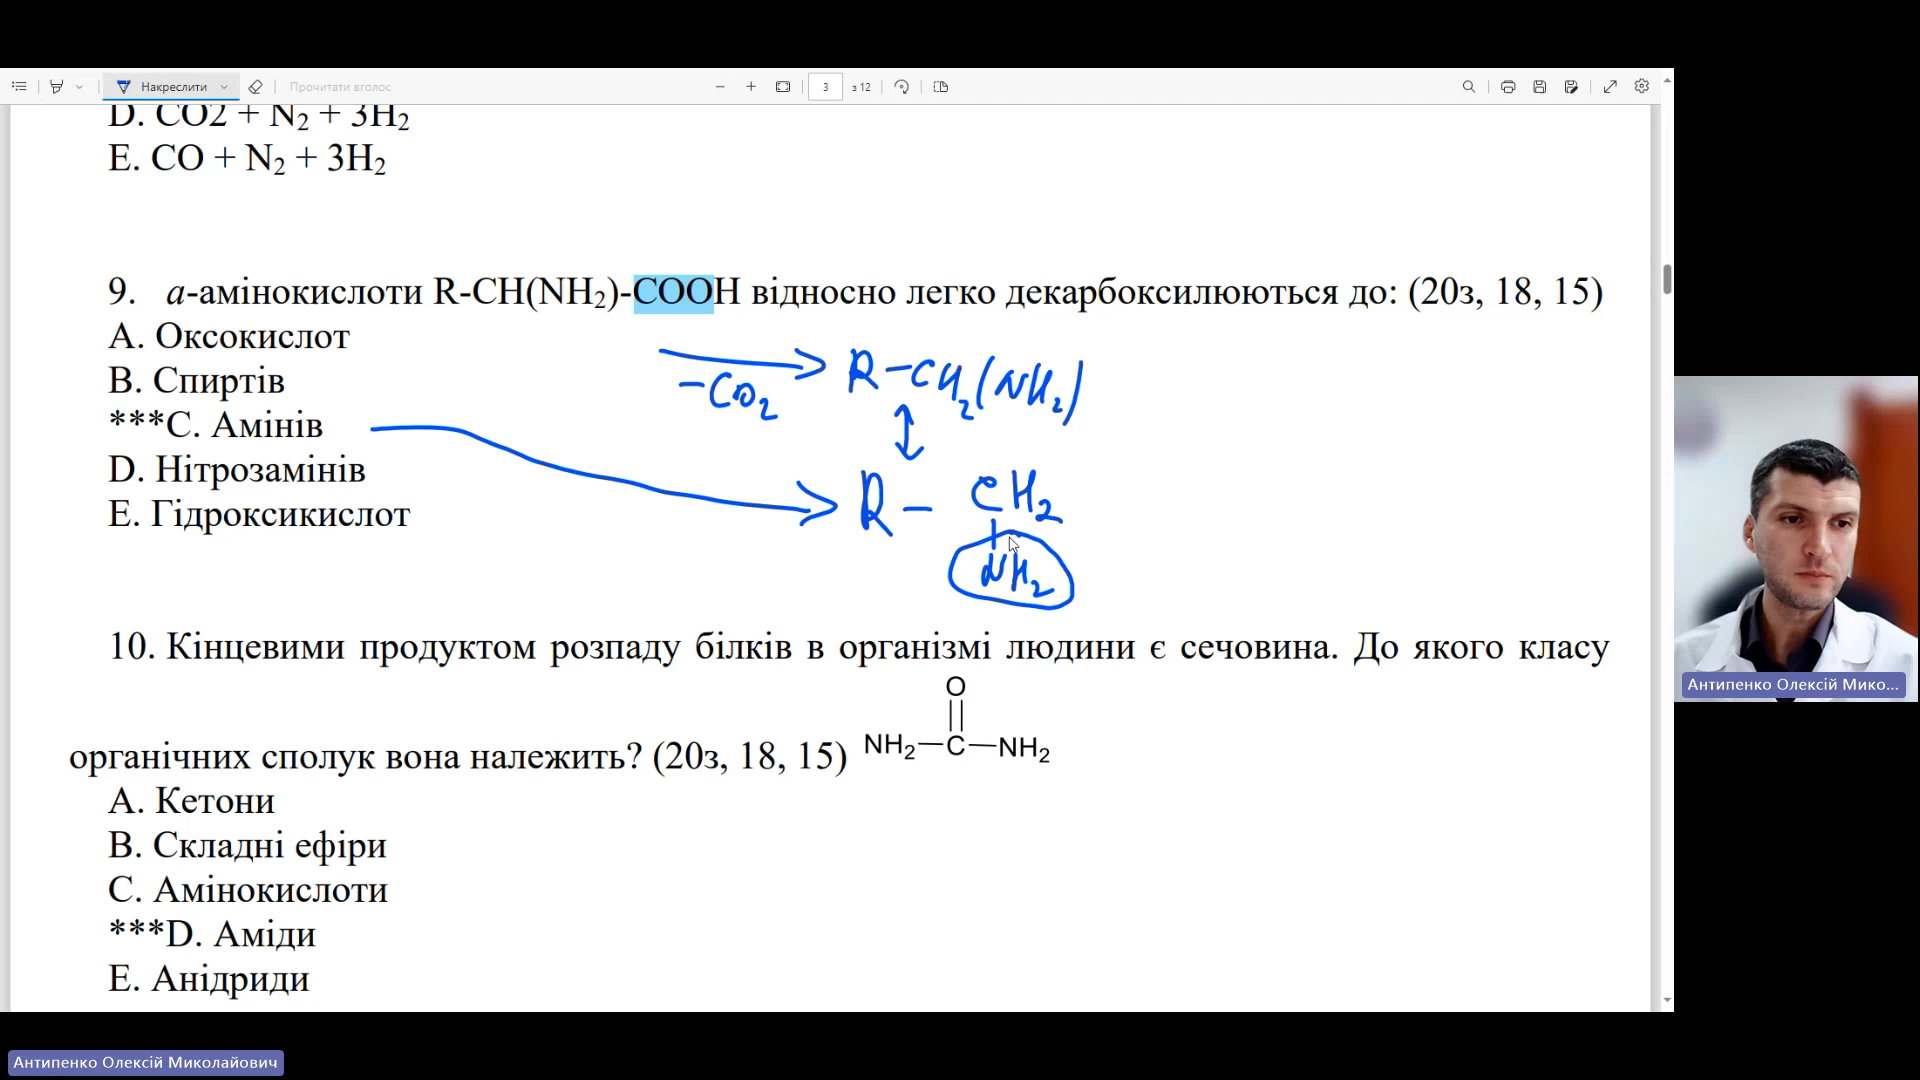 Накреслити
Прочитати вголос
3
з 12
D. CO2 + N₂ + 3H₂
E. CO + N₂ + 3H₂
9. а-амінокислоти R-CH(NH₂)-COOH відносно легко декарбоксилюються до: (20з, 18, 15)
A. Оксокислот
B. Спиртів
***C. Амінів
D. Нітрозамінів
E. Гідроксикислот
-CO₂
R-CH₂(NH₂)
R- CH₂
NH₂
10. Кінцевими продуктом розпаду білків в організмі людини є сечовина. До якого класу
органічних сполук вона належить? (20з, 18, 15)
O
NH₂-C-NH₂
A. Кетони
B. Складні ефіри
C. Амінокислоти
***D. Аміди
E. Анідриди
Антипенко Олексій Мико...
Антипенко Олексій Миколайович